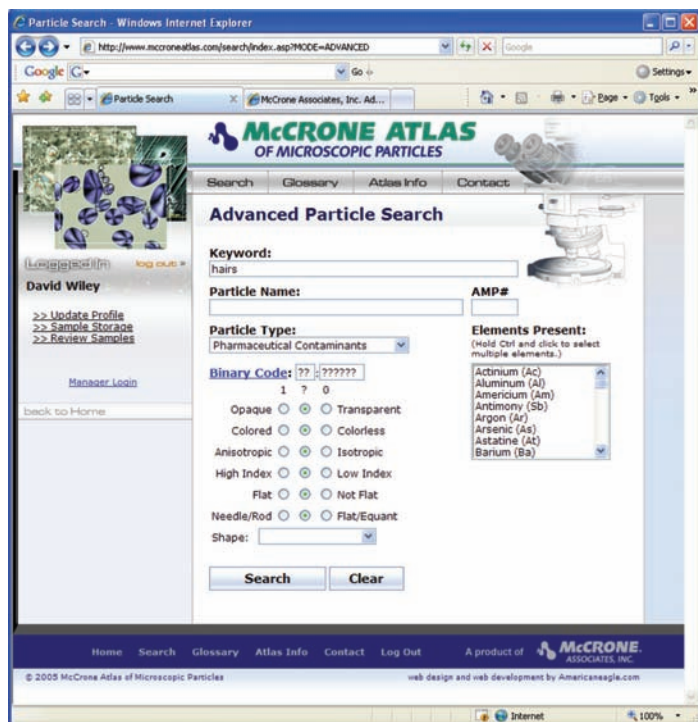 Particle Search - Windows Internet Explorer
http://www.mccroneatlas.com/search/index.asp?MODE=ADVANCED
Google
Google G Go Settings
Particle Search X McCrone Associates, Inc. Ad... Page Tools »
McCRONE ATLAS
OF MICROSCOPIC PARTICLES
Search Glossary Atlas Info Contact
Advanced Particle Search
Logged In log out »
David Wiley
>> Update Profile
>> Sample Storage
>> Review Samples
Manager Login
back to Home
Keyword:
hairs
Particle Name: AMP#
Particle Type:
Pharmaceutical Contaminants
Elements Present:
(Hold Ctrl and click to select
multiple elements.)
Actinium (Ac)
Aluminum (Al)
Americium (Am)
Antimony (Sb)
Argon (Ar)
Arsenic (As)
Astatine (At)
Barium (Ba)
Binary Code: ?? : ??????
1 ? 0
Opaque Transparent
Colored Colorless
Anisotropic Isotropic
High Index Low Index
Flat Not Flat
Needle/Rod Flat/Equant
Shape:
Search Clear
Home Search Glossary Atlas Info Contact Log Out A product of McCRONE.
ASSOCIATES, INC.
© 2005 McCrone Atlas of Microscopic Particles web design and web development by Americaneagle.com
Internet 100%